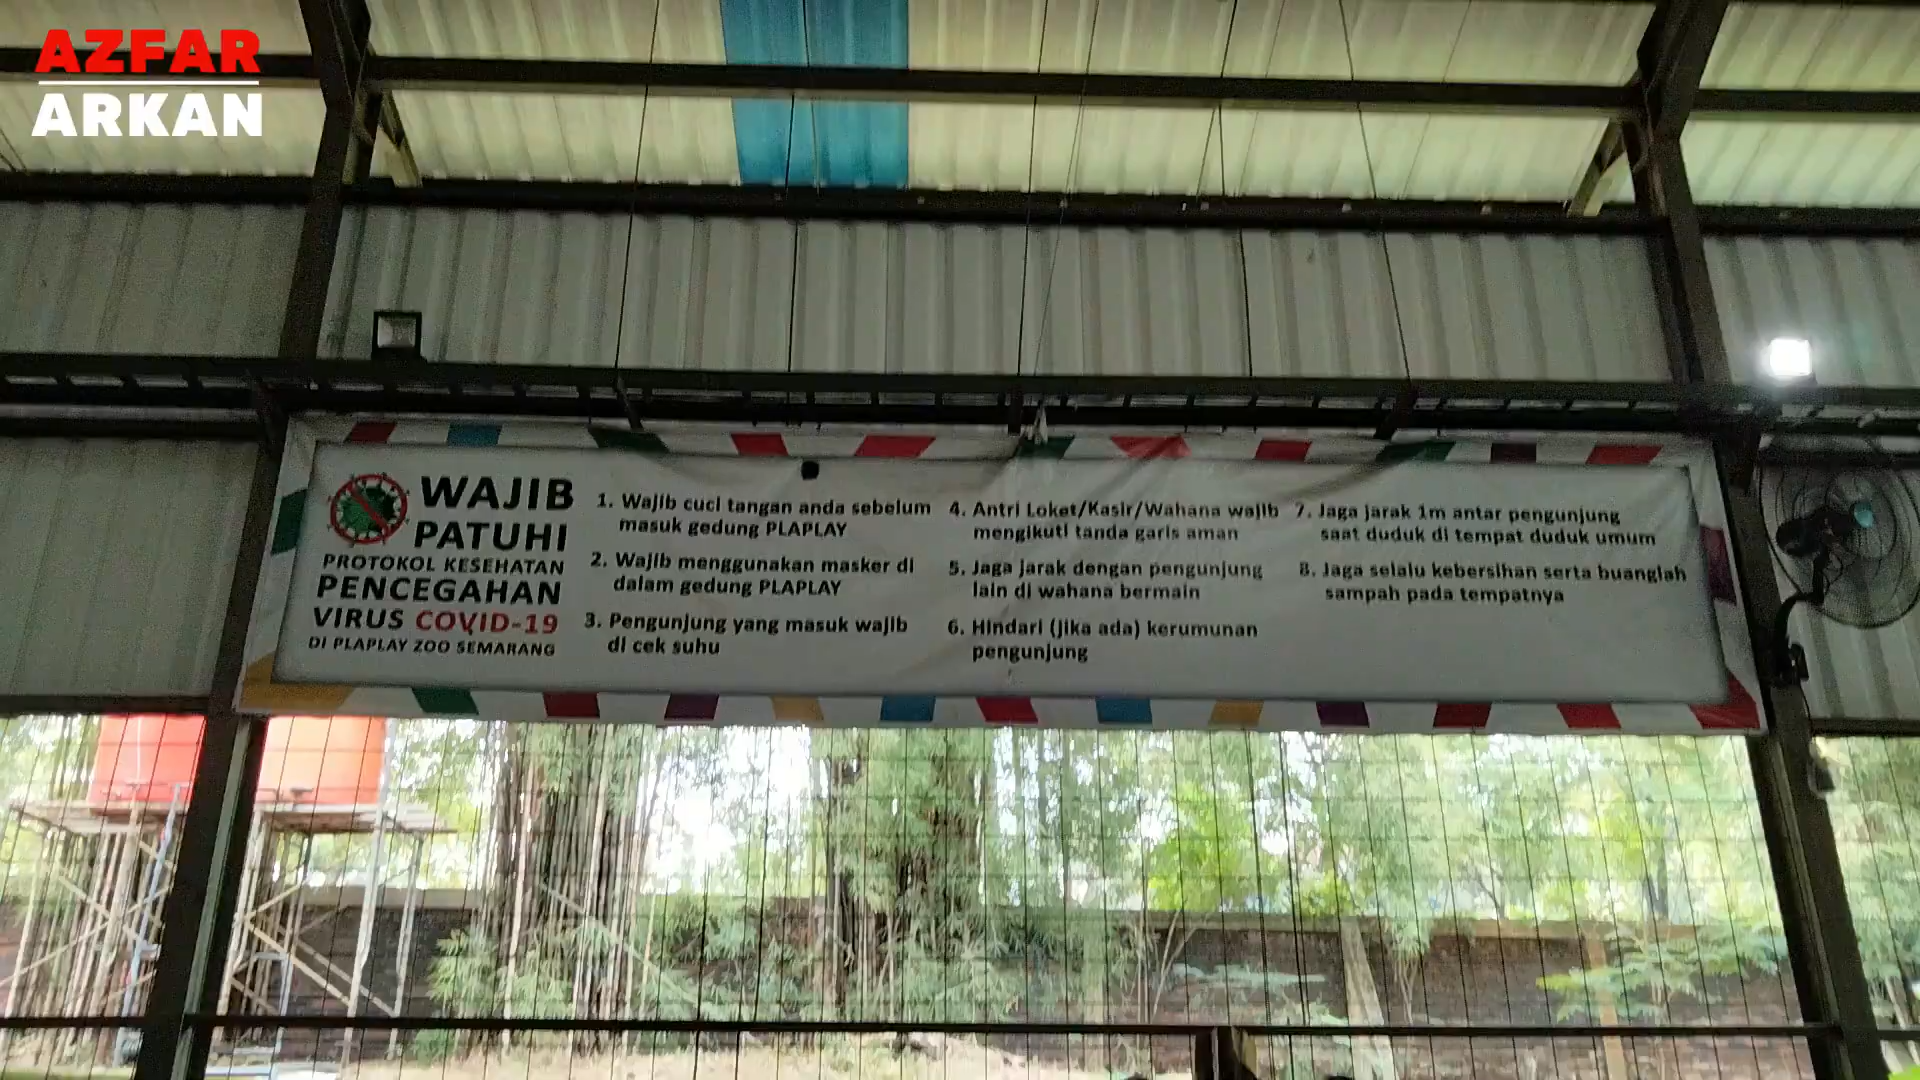 AZFAR
ARKAN
WAJIB
PATUHI
PROTOKOL KESEHATAN
PENCEGAHAN
VIRUS COVID-19
DI PLAPLAY ZOO SEMARANG
1. Wajib cuci tangan anda sebelum
masuk gedung PLAPLAY
2. Wajib menggunakan masker di
dalam gedung PLAPLAY
3. Pengunjung yang masuk wajib
di cek suhu
4. Antri Loket/Kasir/Wahana wajib
mengikuti tanda garis aman
5. Jaga jarak dengan pengunjung
lain di wahana bermain
6. Hindari (jika ada) kerumunan
pengunjung
7. Jaga jarak 1m antar pengunjung
saat duduk di tempat duduk umum
8. Jaga selalu kebersihan serta buanglah
sampah pada tempatnya